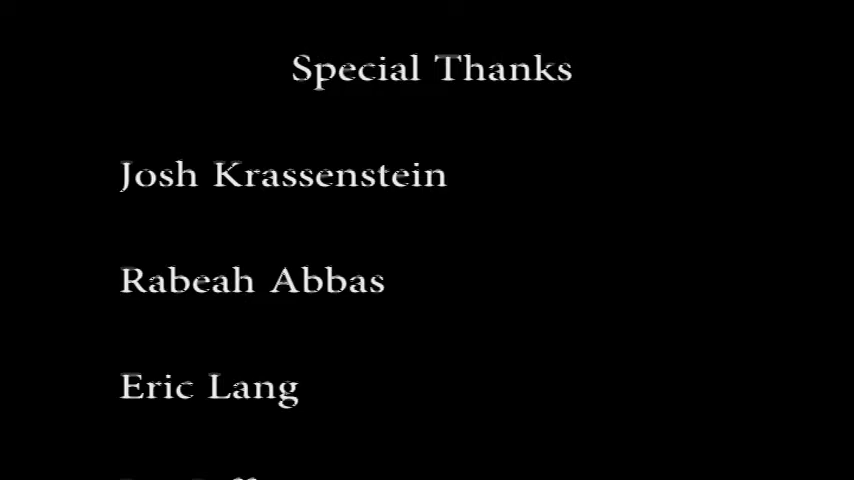 Special Thanks
Josh Krassenstein
Rabeah Abbas
Eric Lang